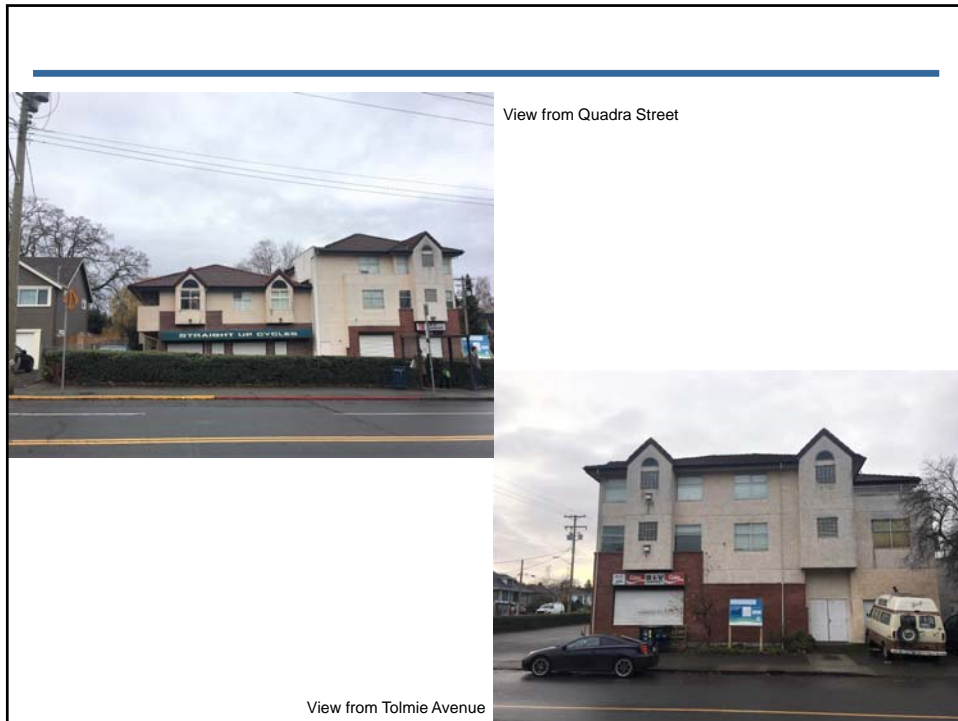 View from Quadra Street
STRAIGHT UP CYCLES
View from Tolmie Avenue